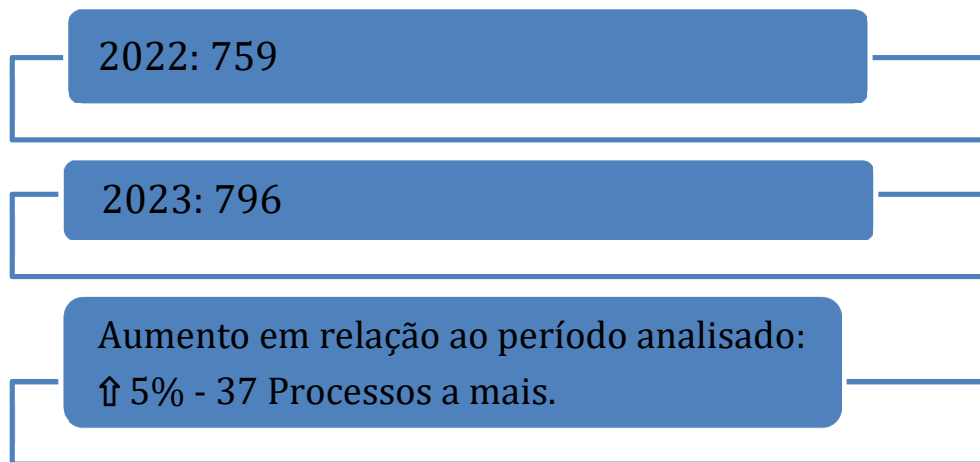 2022: 759
2023: 796
Aumento em relação ao período analisado:
⇧ 5% - 37 Processos a mais.